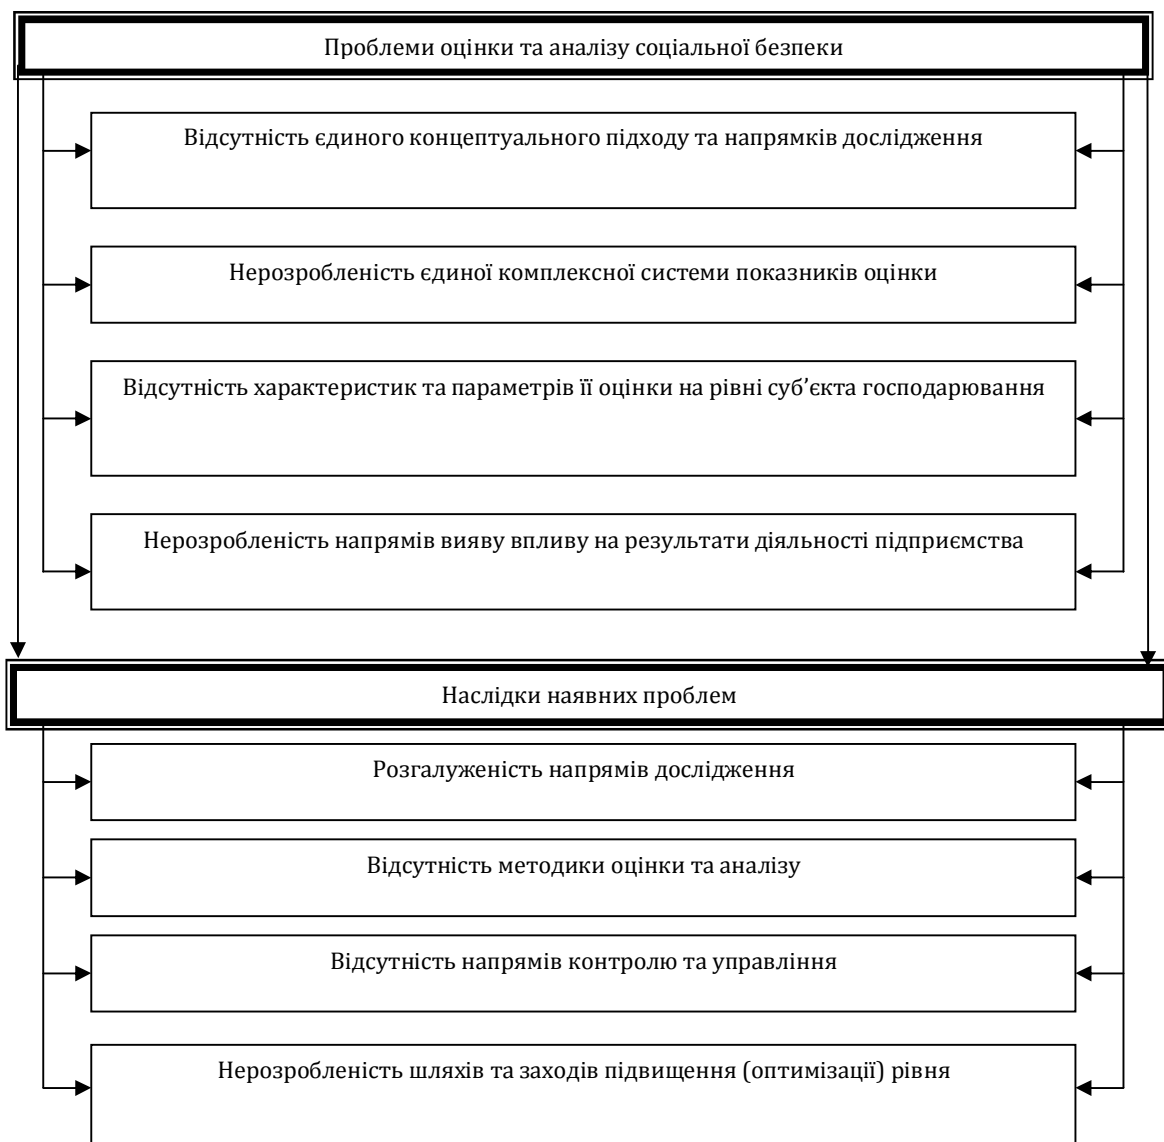 Проблеми оцінки та аналізу соціальної безпеки
Відсутність єдиного концептуального підходу та напрямків дослідження
Нерозробленість єдиної комплексної системи показників оцінки
Відсутність характеристик та параметрів її оцінки на рівні суб’єкта господарювання
Нерозробленість напрямів вияву впливу на результати діяльності підприємства
Наслідки наявних проблем
Розгалуженість напрямів дослідження
Відсутність методики оцінки та аналізу
Відсутність напрямів контролю та управління
Нерозробленість шляхів та заходів підвищення (оптимізації) рівня